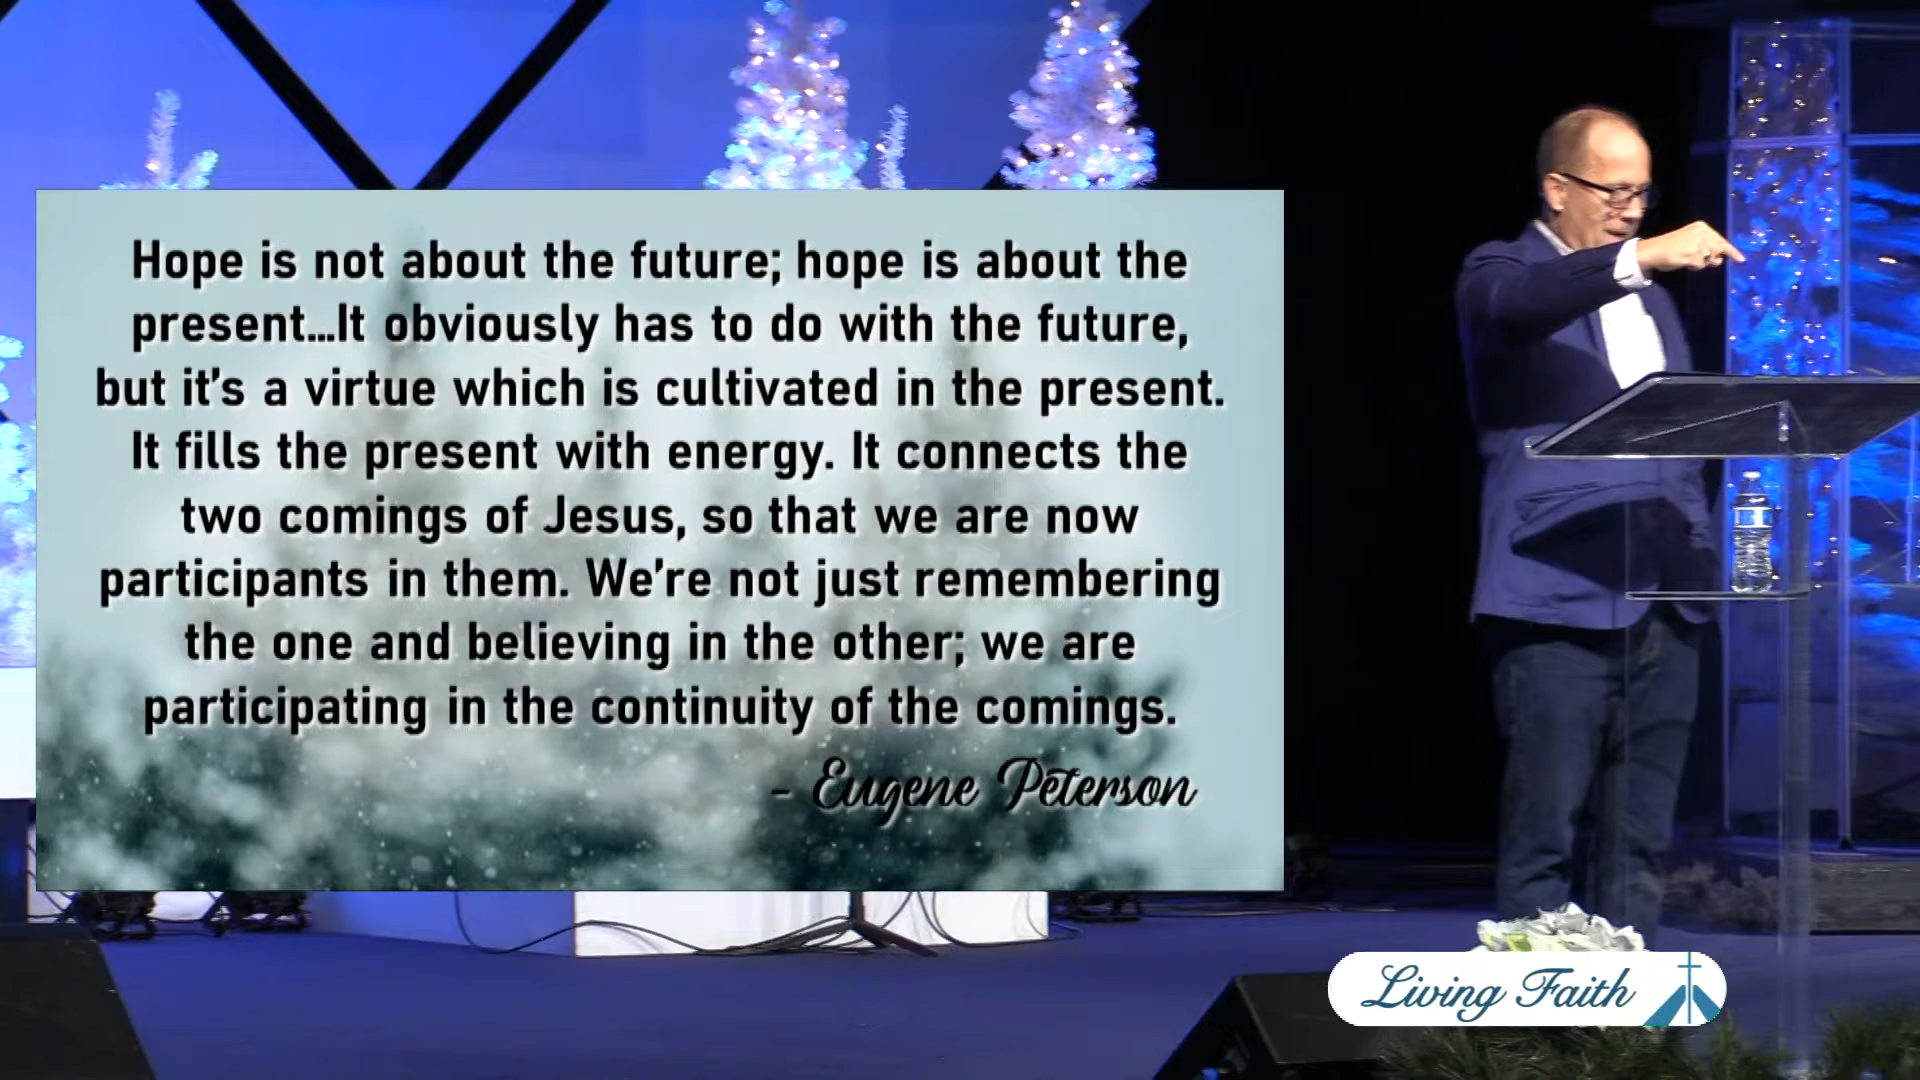 Hope is not about the future; hope is about the
present...It obviously has to do with the future,
but it's a virtue which is cultivated in the present.
It fills the present with energy. It connects the
two comings of Jesus, so that we are now
participants in them. We're not just remembering
the one and believing in the other; we are
participating in the continuity of the comings.
- Eugene Peterson
Living Faith